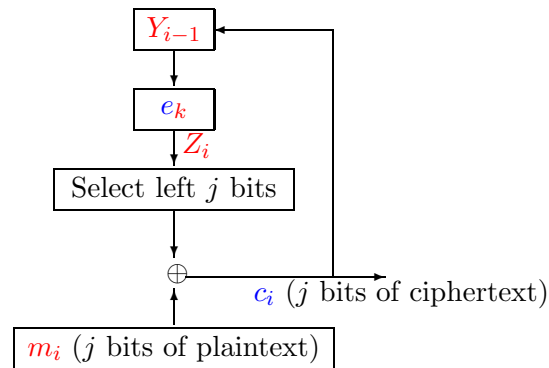 Y_{i−1}
e_k
Z_i
Select left j bits
⊕
c_i (j bits of ciphertext)
m_i (j bits of plaintext)